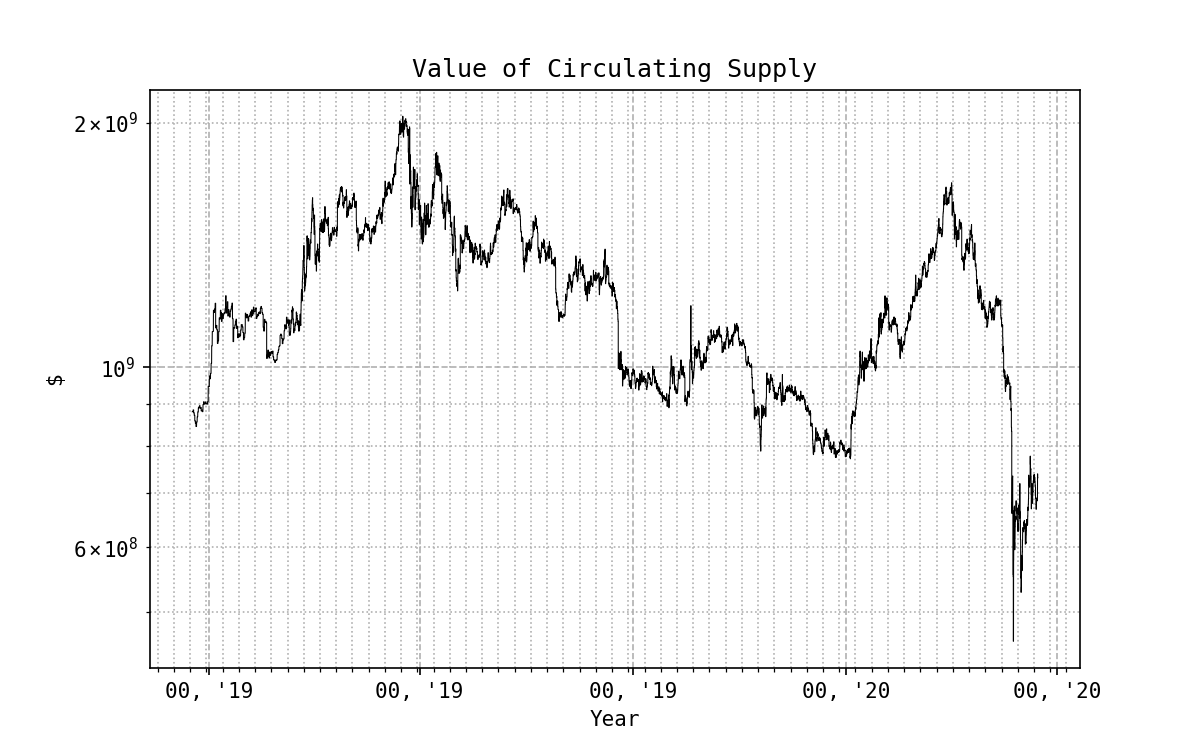 Value of Circulating Supply
2×10⁹
10⁹
6×10⁸
$
00, '19 00, '19 00, '19 00, '20 00, '20
Year